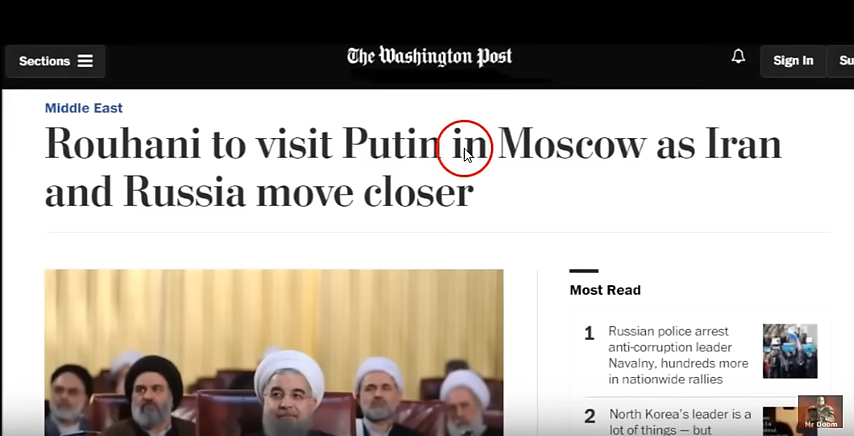 Sections
The Washington Post
Sign In
Su
Middle East
Rouhani to visit Putin in Moscow as Iran
and Russia move closer
Most Read
1
Russian police arrest
anti-corruption leader
Navalny, hundreds more
in nationwide rallies
2
North Korea's leader is a
lot of things — but
Mr Doom